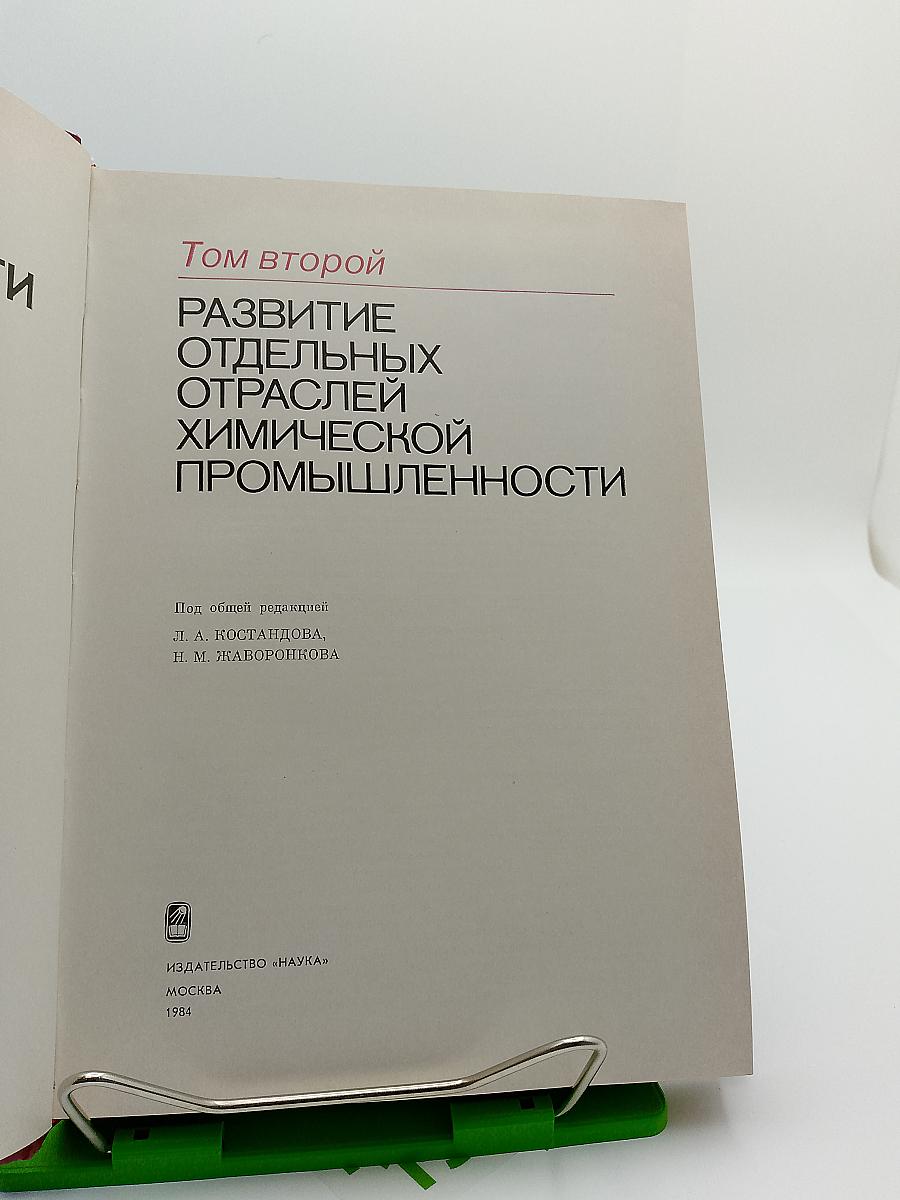 Том второй
РАЗВИТИЕ
ОТДЕЛЬНЫХ
ОТРАСЛЕЙ
ХИМИЧЕСКОЙ
ПРОМЫШЛЕННОСТИ
Под общей редакцией
Л. А. КОСТАНДОВА,
Н. М. ЖАВОРОНКОВА
ИЗДАТЕЛЬСТВО «НАУКА»
МОСКВА
1984